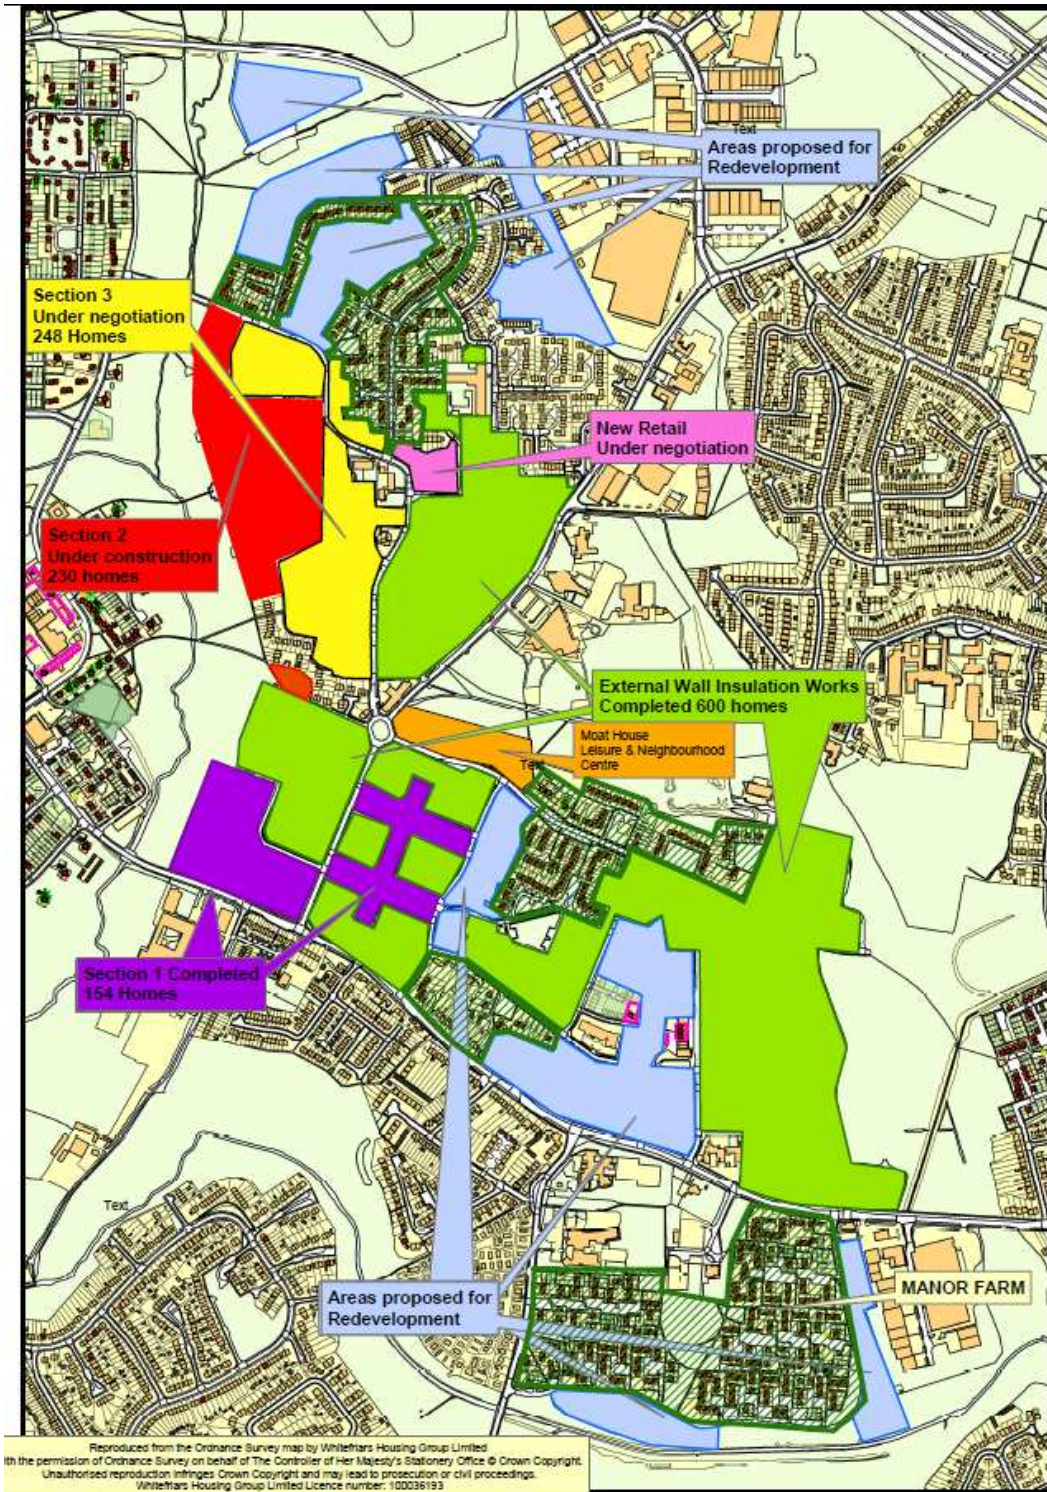 Text
Areas proposed for
Redevelopment
Section 3
Under negotiation
248 Homes
New Retail
Under negotiation
Section 2
Under construction
230 homes
External Wall Insulation Works
Completed 600 homes
Moat House
Leisure & Neighbourhood
Centre
Text
Section 1 Completed
154 Homes
Text
Areas proposed for
Redevelopment
MANOR FARM
Reproduced from the Ordnance Survey map by Whitefriars Housing Group Limited
ith the permission of Ordnance Survey on behalf of The Controller of Her Majesty's Stationery Office © Crown Copyright.
Unauthorised reproduction infringes Crown Copyright and may lead to prosecution or civil proceedings.
Whitefriars Housing Group Limited Licence number: 100036193